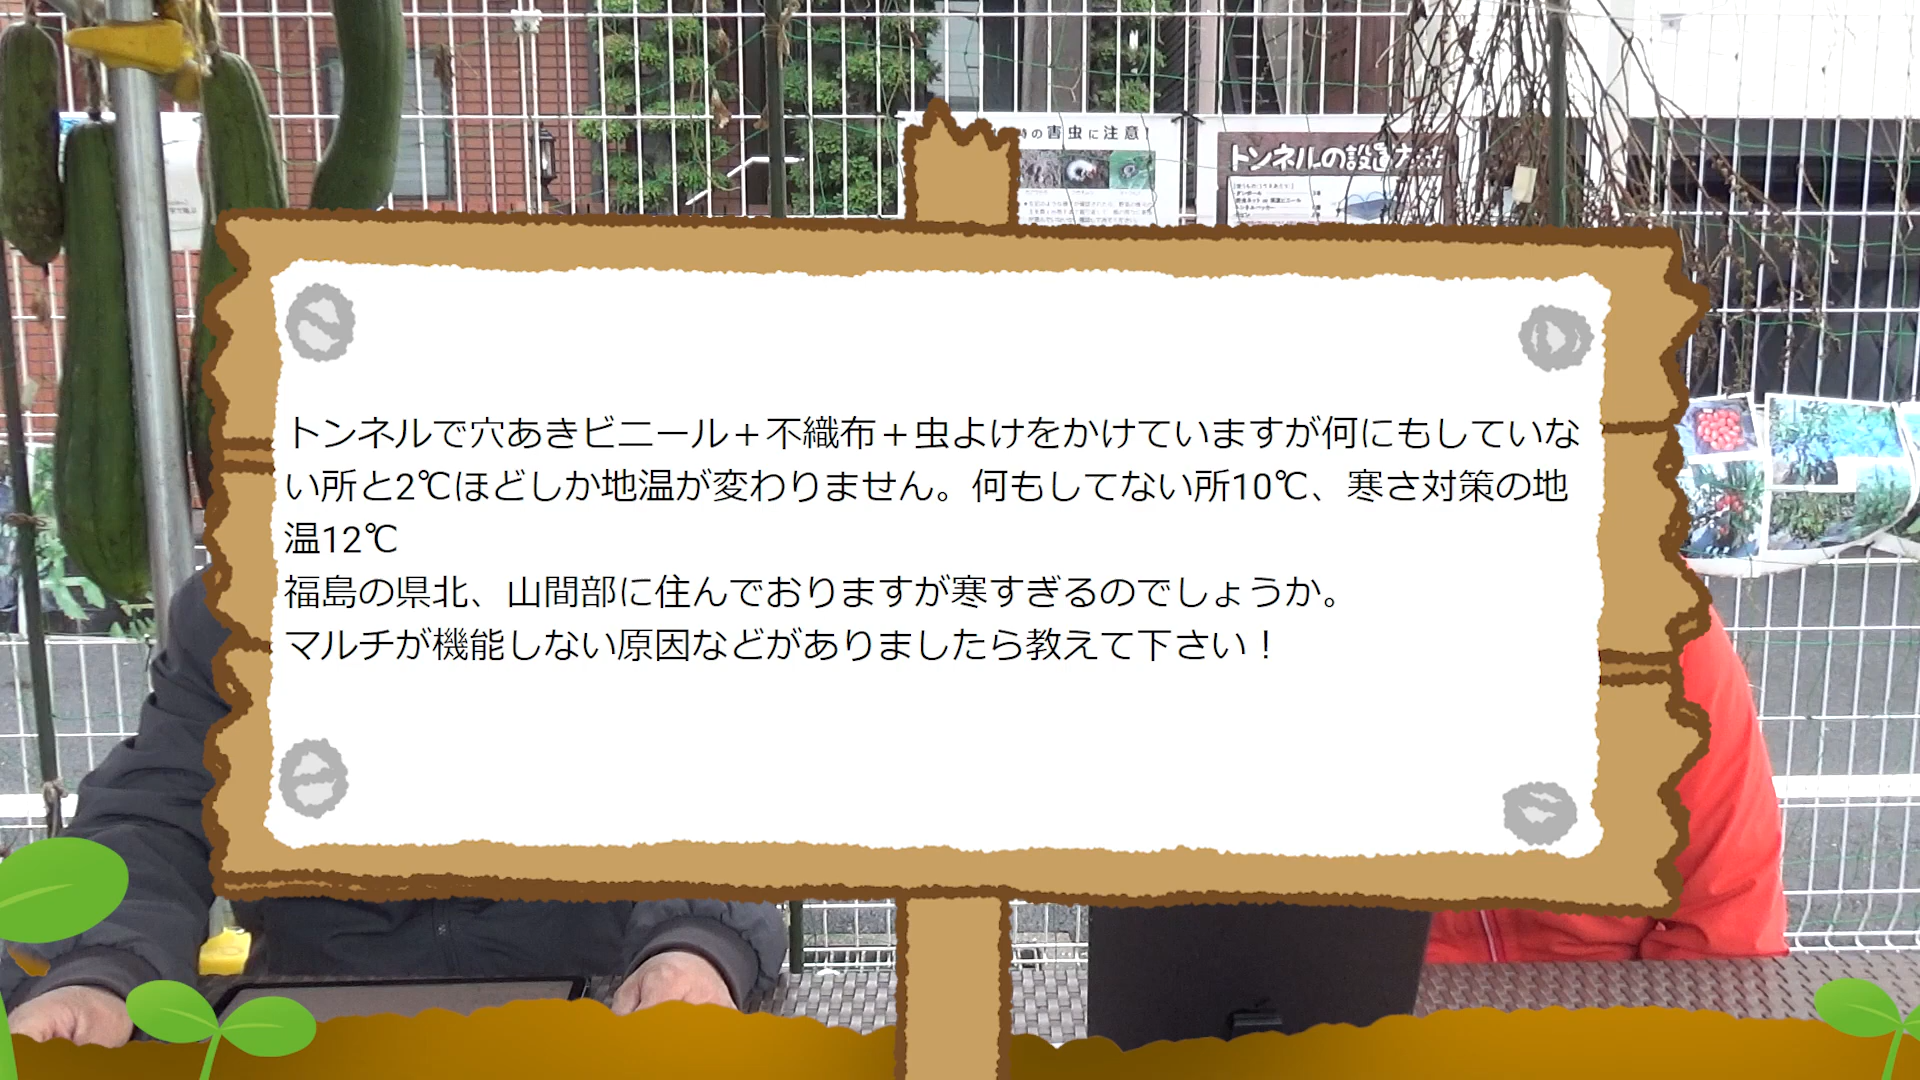 時の害虫に注意!
トンネルの設置方法
トンネルで穴あきビニール+不織布+虫よけをかけていますが何にもしていな
い所と2℃ほどしか地温が変わりません。何もしてない所10℃、寒さ対策の地
温12℃
福島の県北、山間部に住んでおりますが寒すぎるのでしょうか。
マルチが機能しない原因などがありましたら教えて下さい！